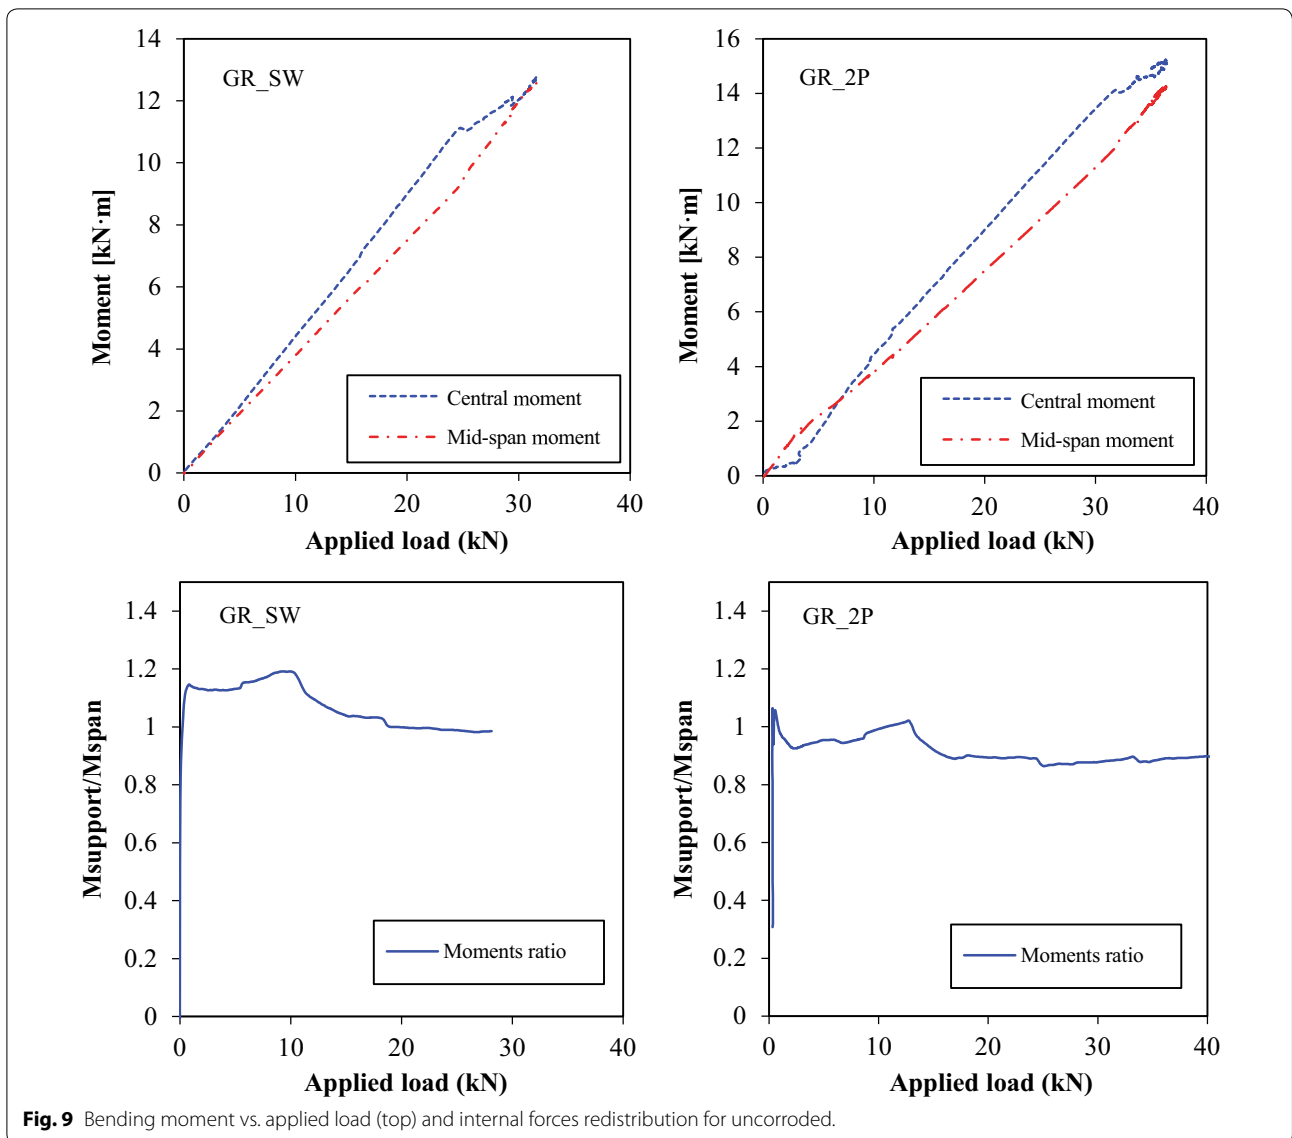 14
12
10
8
6
4
2
0
Moment [kN·m]
GR_SW
Central moment
Mid-span moment
0 10 20 30 40
Applied load (kN)
16
14
12
10
8
6
4
2
0
Moment [kN·m]
GR_2P
Central moment
Mid-span moment
0 10 20 30 40
Applied load (kN)
1.4
1.2
1
0.8
0.6
0.4
0.2
0
Msupport/Mspan
GR_SW
Moments ratio
0 10 20 30 40
Applied load (kN)
1.4
1.2
1
0.8
0.6
0.4
0.2
0
Msupport/Mspan
GR_2P
Moments ratio
0 10 20 30 40
Applied load (kN)
Fig. 9 Bending moment vs. applied load (top) and internal forces redistribution for uncorroded.